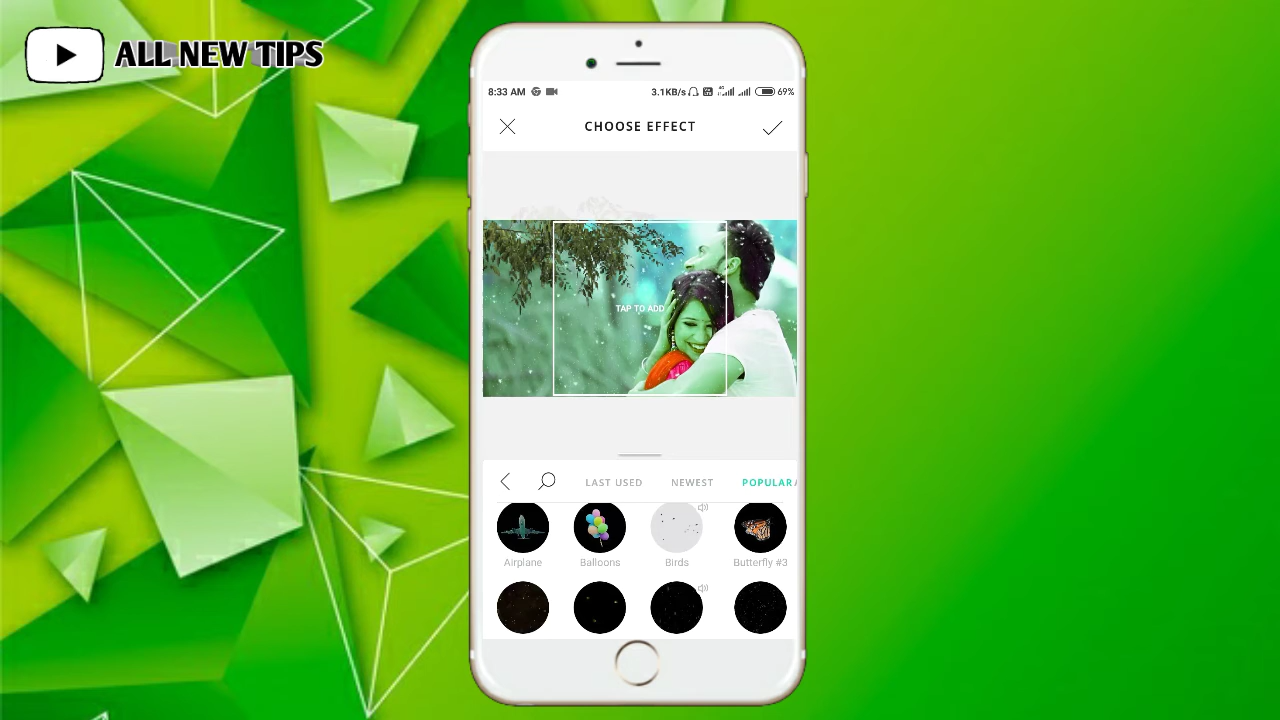 ALL NEW TIPS
8:33 AM
3.1KB/s
4G
69%
CHOOSE EFFECT
TAP TO ADD
LAST USED NEWEST POPULAR
Airplane Balloons Birds Butterfly #3